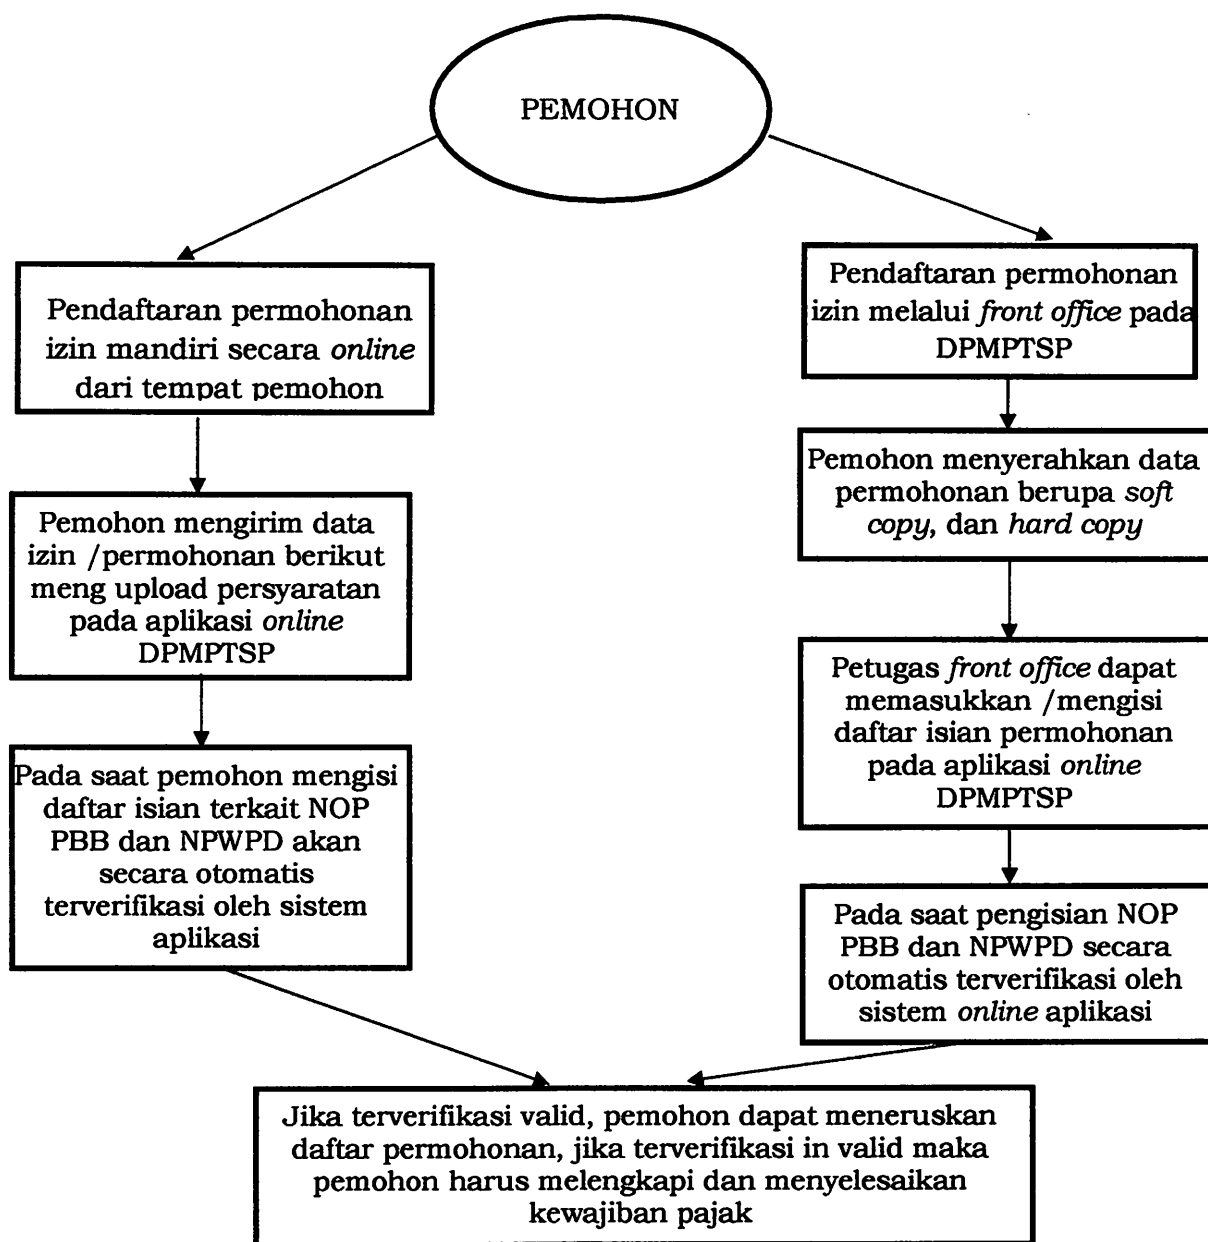 PEMOHON
Pendaftaran permohonan
izin mandiri secara online
dari tempat pemohon
Pemohon mengirim data
izin /permohonan berikut
meng upload persyaratan
pada aplikasi online
DPMPTSP
Pada saat pemohon mengisi
daftar isian terkait NOP
PBB dan NPWPD akan
secara otomatis
terverifikasi oleh sistem
aplikasi
Pendaftaran permohonan
izin melalui front office pada
DPMPTSP
Pemohon menyerahkan data
permohonan berupa soft
copy, dan hard copy
Petugas front office dapat
memasukkan /mengisi
daftar isian permohonan
pada aplikasi online
DPMPTSP
Pada saat pengisian NOP
PBB dan NPWPD secara
otomatis terverifikasi oleh
sistem online aplikasi
Jika terverifikasi valid, pemohon dapat meneruskan
daftar permohonan, jika terverifikasi in valid maka
pemohon harus melengkapi dan menyelesaikan
kewajiban pajak